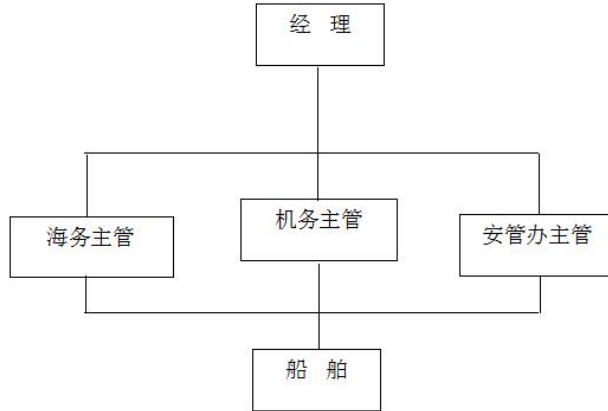 经 理
海务主管
机务主管
安管办主管
船 舶